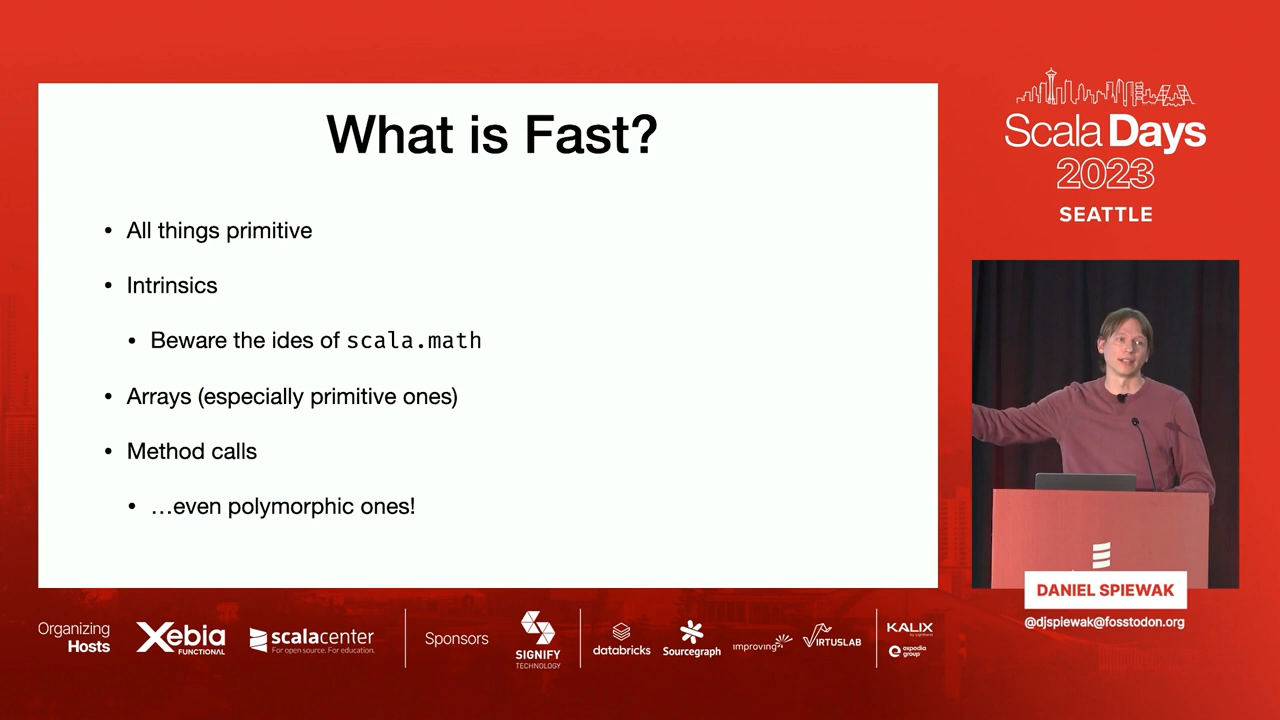 What is Fast?
• All things primitive
• Intrinsics
• Beware the ides of scala.math
• Arrays (especially primitive ones)
• Method calls
• …even polymorphic ones!
Scala Days
2023
SEATTLE
DANIEL SPIEWAK
@djspiewak@fosstodon.org
Organizing
Hosts
Xebia
FUNCTIONAL
scalacenter
For open source. For education.
Sponsors
SIGNIFY
TECHNOLOGY
databricks
Sourcegraph
improving
VIRTUSLAB
KALIX
by Lightbend
expedia
group